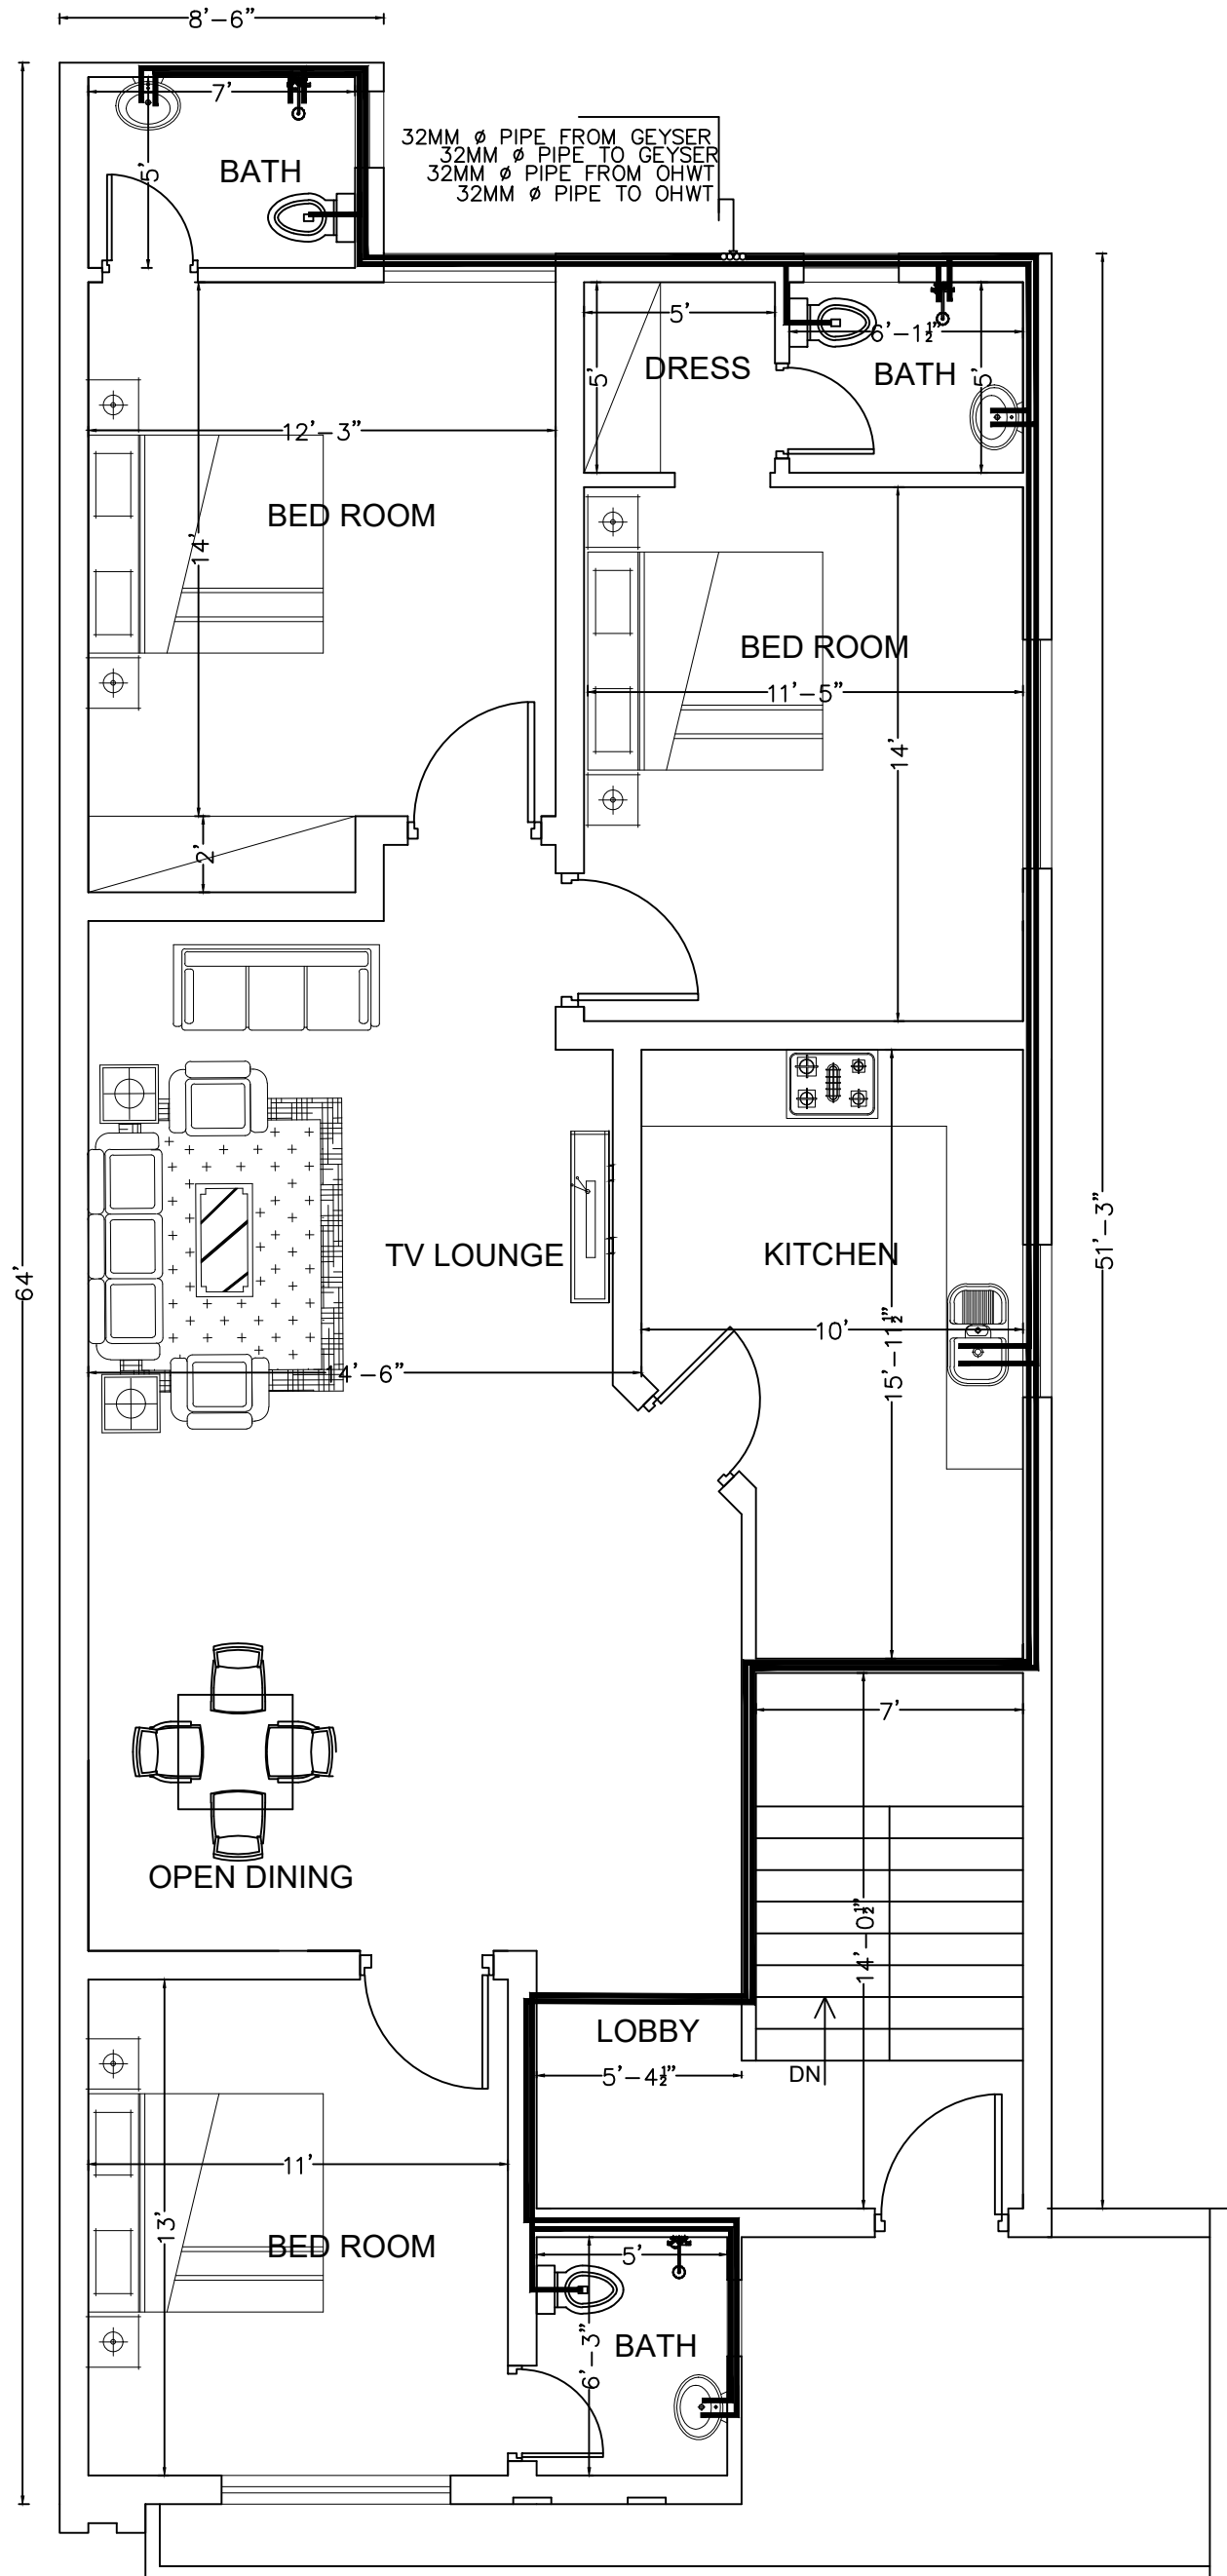 8'-6"
7'
5'
BATH
32MM ø PIPE FROM GEYSER
32MM ø PIPE TO GEYSER
32MM ø PIPE FROM OHWT
32MM ø PIPE TO OHWT
5'
5'
DRESS
6'-1½"
BATH
5'
12'-3"
BED ROOM
14'
BED ROOM
11'-5"
14'
2'
64'
51'-3"
TV LOUNGE
KITCHEN
10'
15'-11½"
14'-6"
7'
OPEN DINING
14'-0½"
LOBBY
5'-4½"
DN
11'
13'
BED ROOM
5'
6'-3"
BATH